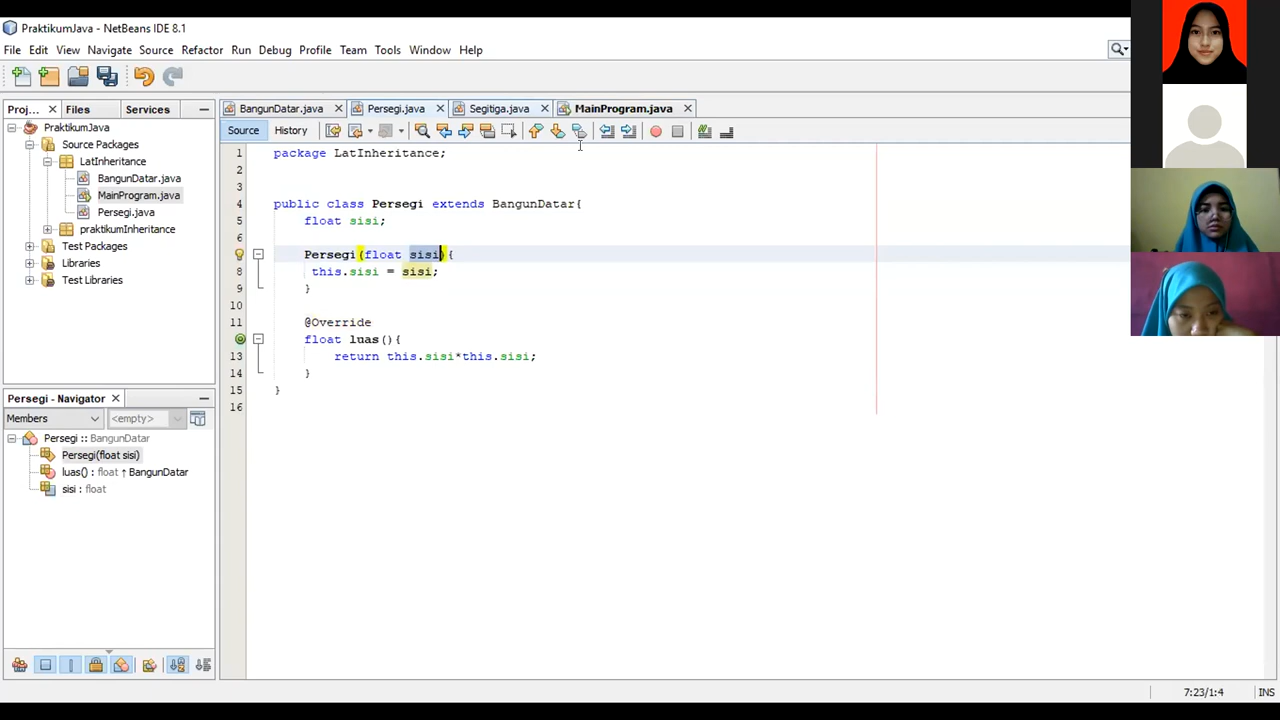 PraktikumJava - NetBeans IDE 8.1
File Edit View Navigate Source Refactor Run Debug Profile Team Tools Window Help
Proj... Files Services
BangunDatar.java Persegi.java Segitiga.java MainProgram.java
Source History
PraktikumJava
Source Packages
LatInheritance
BangunDatar.java
MainProgram.java
Persegi.java
praktikumInheritance
Test Packages
Libraries
Test Libraries
1 package LatInheritance;
2
3
4 public class Persegi extends BangunDatar{
5 float sisi;
6
Persegi(float sisi){
8 this.sisi = sisi;
9 }
10
11 @Override
float luas(){
13 return this.sisi*this.sisi;
14 }
15 }
16
Persegi - Navigator
Members <empty>
Persegi :: BangunDatar
Persegi(float sisi)
luas() : float ↑ BangunDatar
sisi : float
7:23/1:4 INS